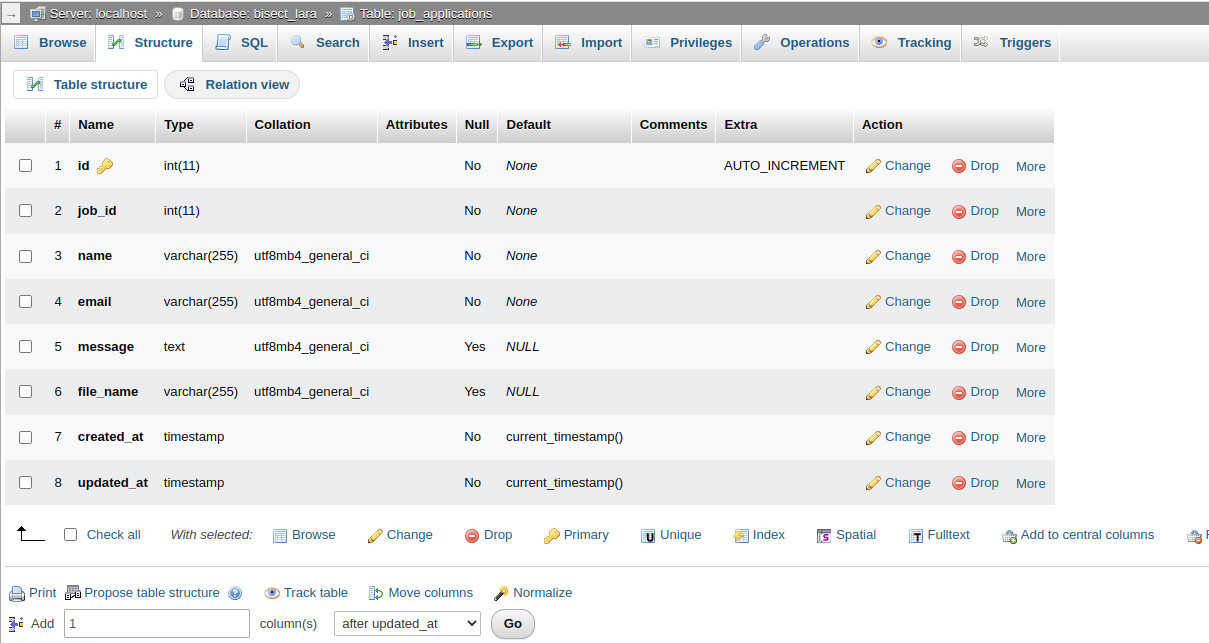 Server: localhost » Database: bisect_lara » Table: job_applications
Browse Structure SQL Search Insert Export Import Privileges Operations Tracking Triggers
Table structure Relation view
# Name Type Collation Attributes Null Default Comments Extra Action
1 id int(11) No None AUTO_INCREMENT Change Drop More
2 job_id int(11) No None Change Drop More
3 name varchar(255) utf8mb4_general_ci No None Change Drop More
4 email varchar(255) utf8mb4_general_ci No None Change Drop More
5 message text utf8mb4_general_ci Yes NULL Change Drop More
6 file_name varchar(255) utf8mb4_general_ci Yes NULL Change Drop More
7 created_at timestamp No current_timestamp() Change Drop More
8 updated_at timestamp No current_timestamp() Change Drop More
Check all With selected: Browse Change Drop Primary Unique Index Spatial Fulltext Add to central columns
Print Propose table structure Track table Move columns Normalize
Add 1 column(s) after updated_at Go